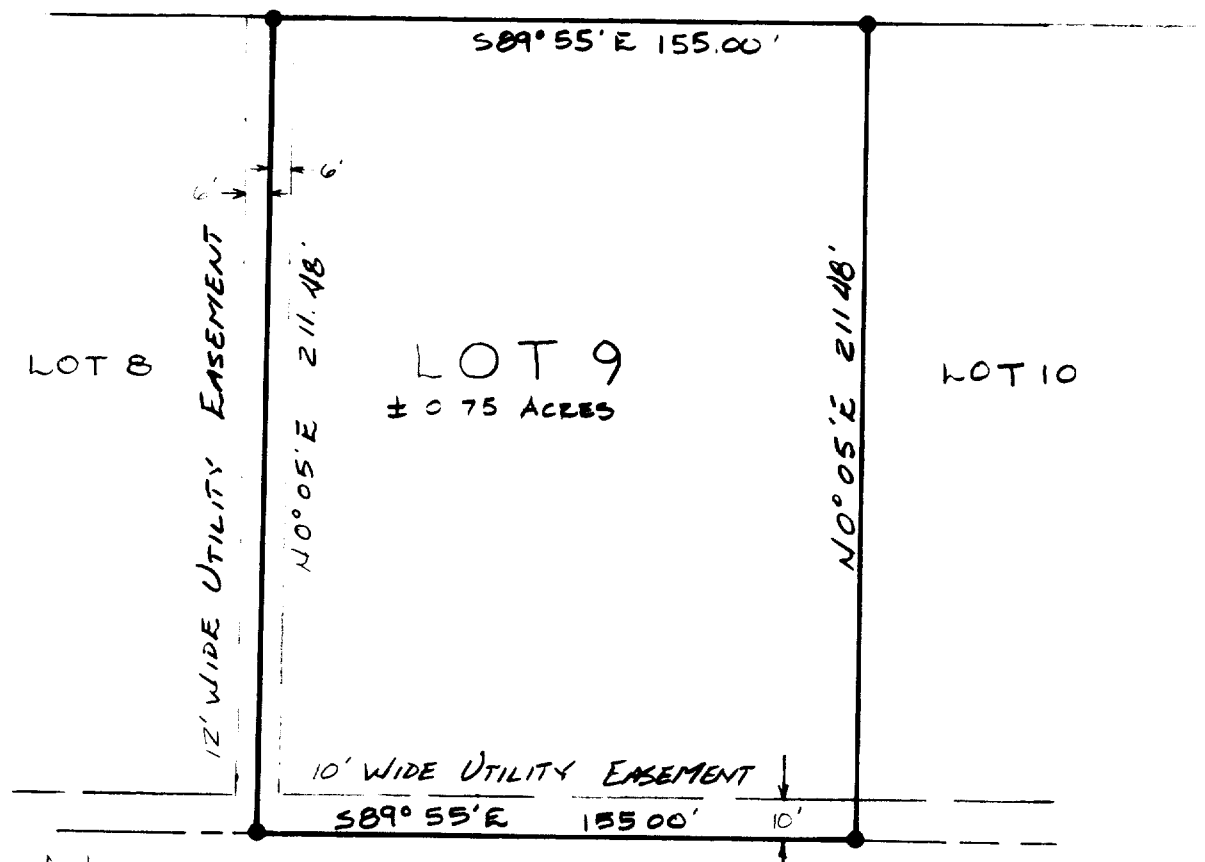 S89° 55' E 155.00'
6'
6'
12' WIDE UTILITY EASEMENT
N0° 05' E 211.48'
LOT 8
LOT 9
± 0 75 ACRES
LOT 10
N0° 05' E 211 48'
10' WIDE UTILITY EASEMENT
S89° 55' E 155 00'
10'